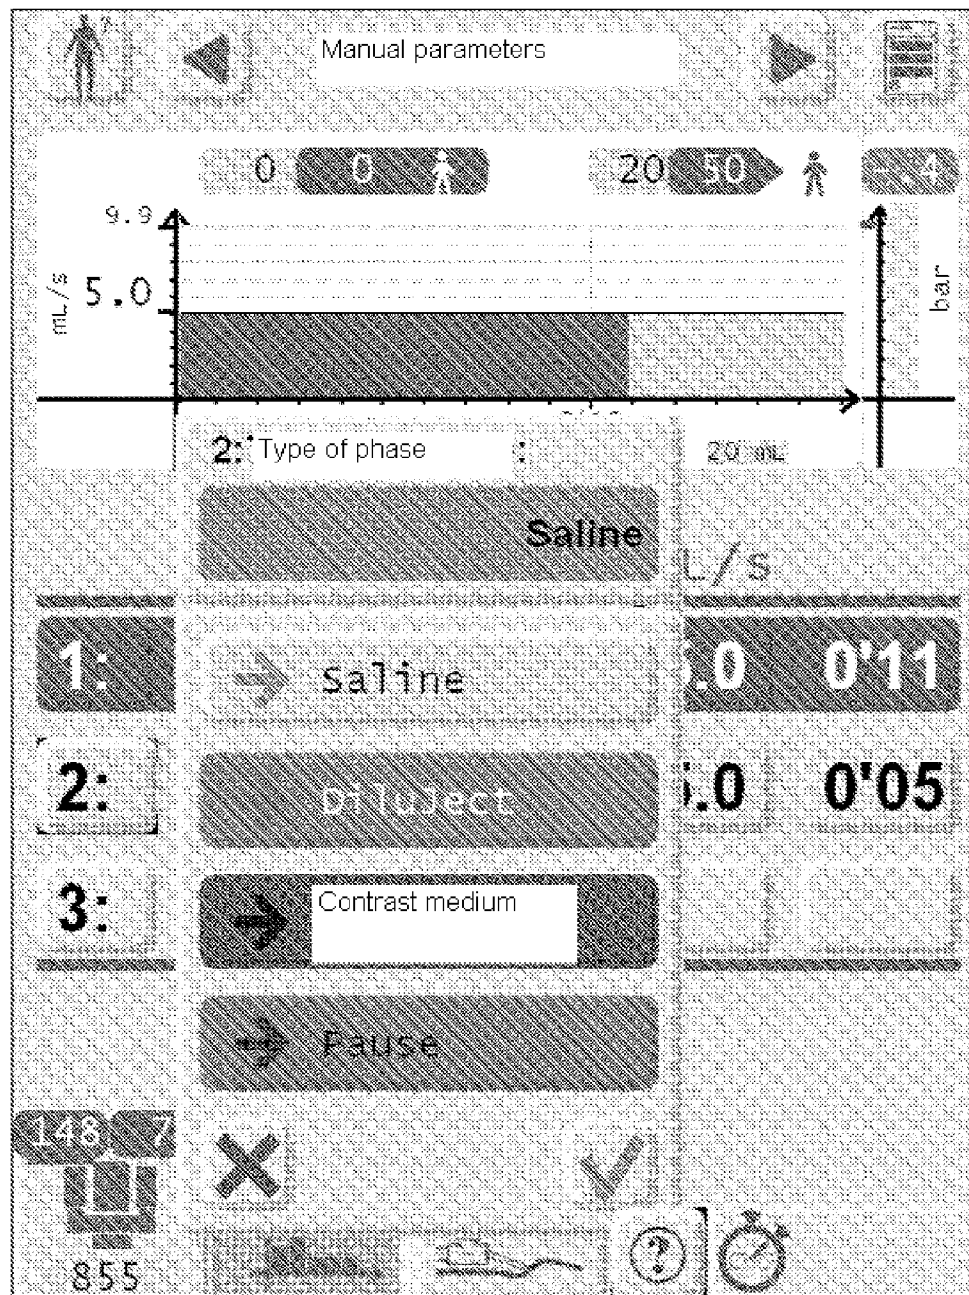 Manual parameters
0 0 20 50 -.4
9.9
mL/s
5.0
bar
2: Type of phase :
20 mL
Saline
L/s
1: .0 0'11
Saline
2: .0 0'05
DiluJect
3:
Contrast medium
Pause
148 7
?
855